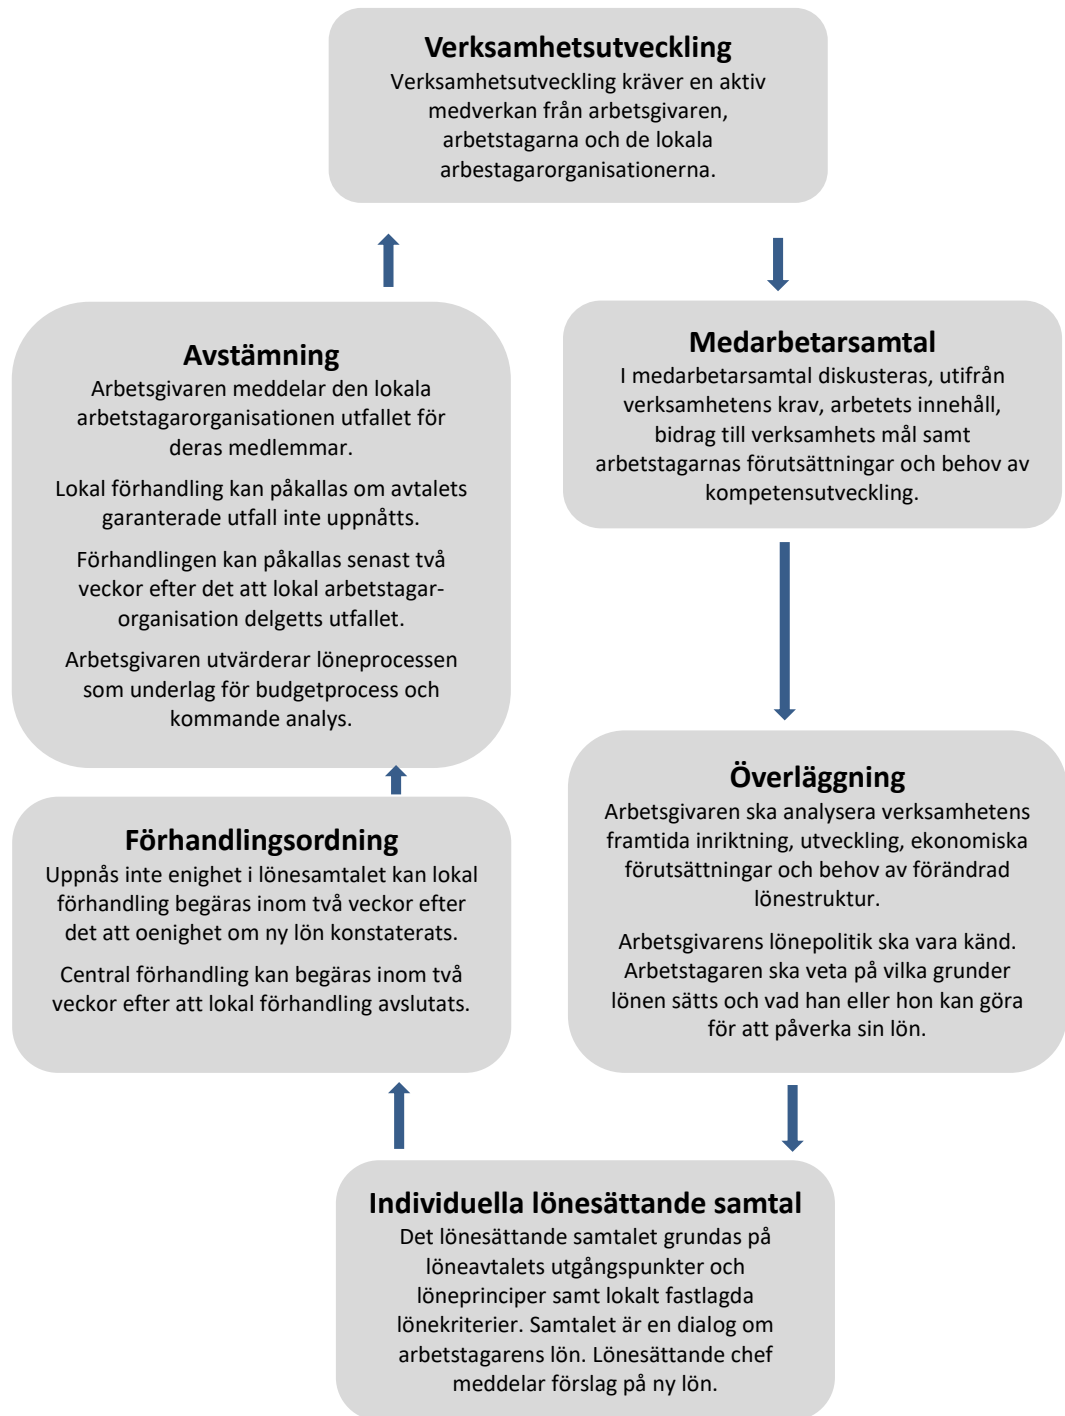 Verksamhetsutveckling
Verksamhetsutveckling kräver en aktiv
medverkan från arbetsgivaren,
arbetstagarna och de lokala
arbestagarorganisationerna.
Medarbetarsamtal
I medarbetarsamtal diskusteras, utifrån
verksamhetens krav, arbetets innehåll,
bidrag till verksamhets mål samt
arbetstagarnas förutsättningar och behov av
kompetensutveckling.
Överläggning
Arbetsgivaren ska analysera verksamhetens
framtida inriktning, utveckling, ekonomiska
förutsättningar och behov av förändrad
lönestruktur.
Arbetsgivarens lönepolitik ska vara känd.
Arbetstagaren ska veta på vilka grunder
lönen sätts och vad han eller hon kan göra
för att påverka sin lön.
Individuella lönesättande samtal
Det lönesättande samtalet grundas på
löneavtalets utgångspunkter och
löneprinciper samt lokalt fastlagda
lönekriterier. Samtalet är en dialog om
arbetstagarens lön. Lönesättande chef
meddelar förslag på ny lön.
Förhandlingsordning
Uppnås inte enighet i lönesamtalet kan lokal
förhandling begäras inom två veckor efter
det att oenighet om ny lön konstaterats.
Central förhandling kan begäras inom två
veckor efter att lokal förhandling avslutats.
Avstämning
Arbetsgivaren meddelar den lokala
arbetstagarorganisationen utfallet för
deras medlemmar.
Lokal förhandling kan påkallas om avtalets
garanterade utfall inte uppnåtts.
Förhandlingen kan påkallas senast två
veckor efter det att lokal arbetstagar-
organisation delgetts utfallet.
Arbetsgivaren utvärderar löneprocessen
som underlag för budgetprocess och
kommande analys.